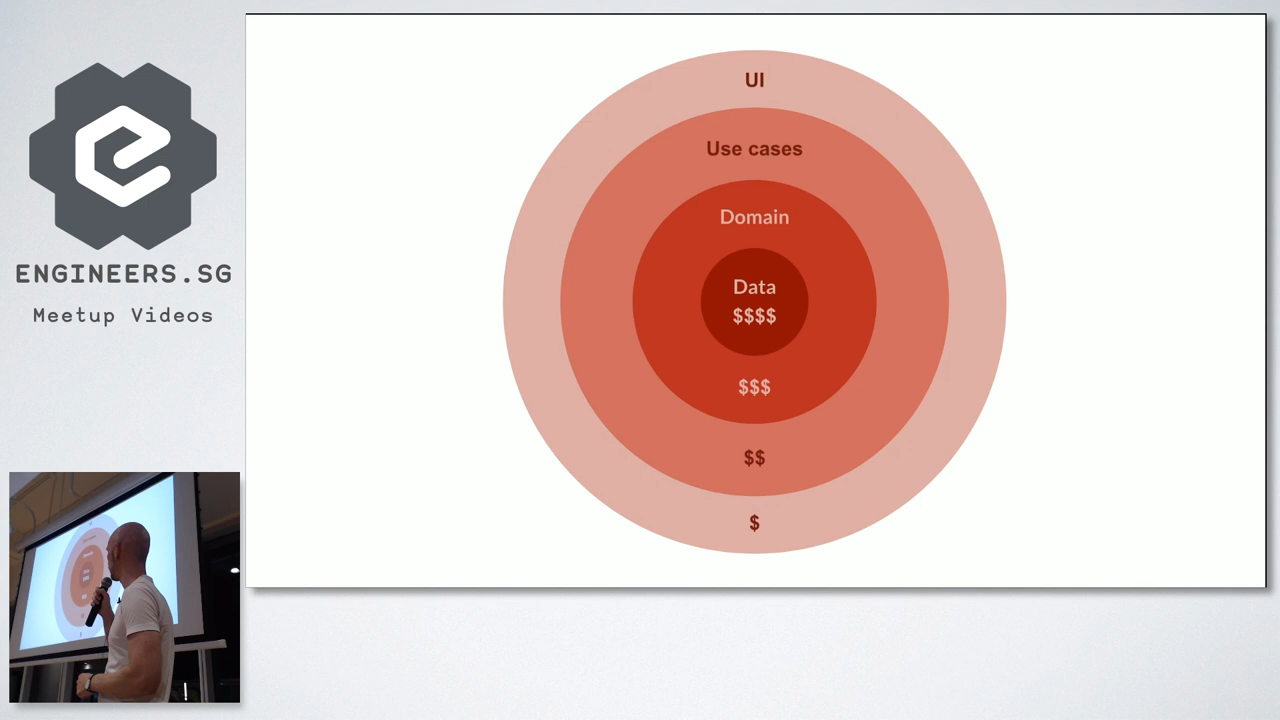 ENGINEERS.SG
Meetup Videos
UI
Use cases
Domain
Data
$$$$
$$$
$$
$